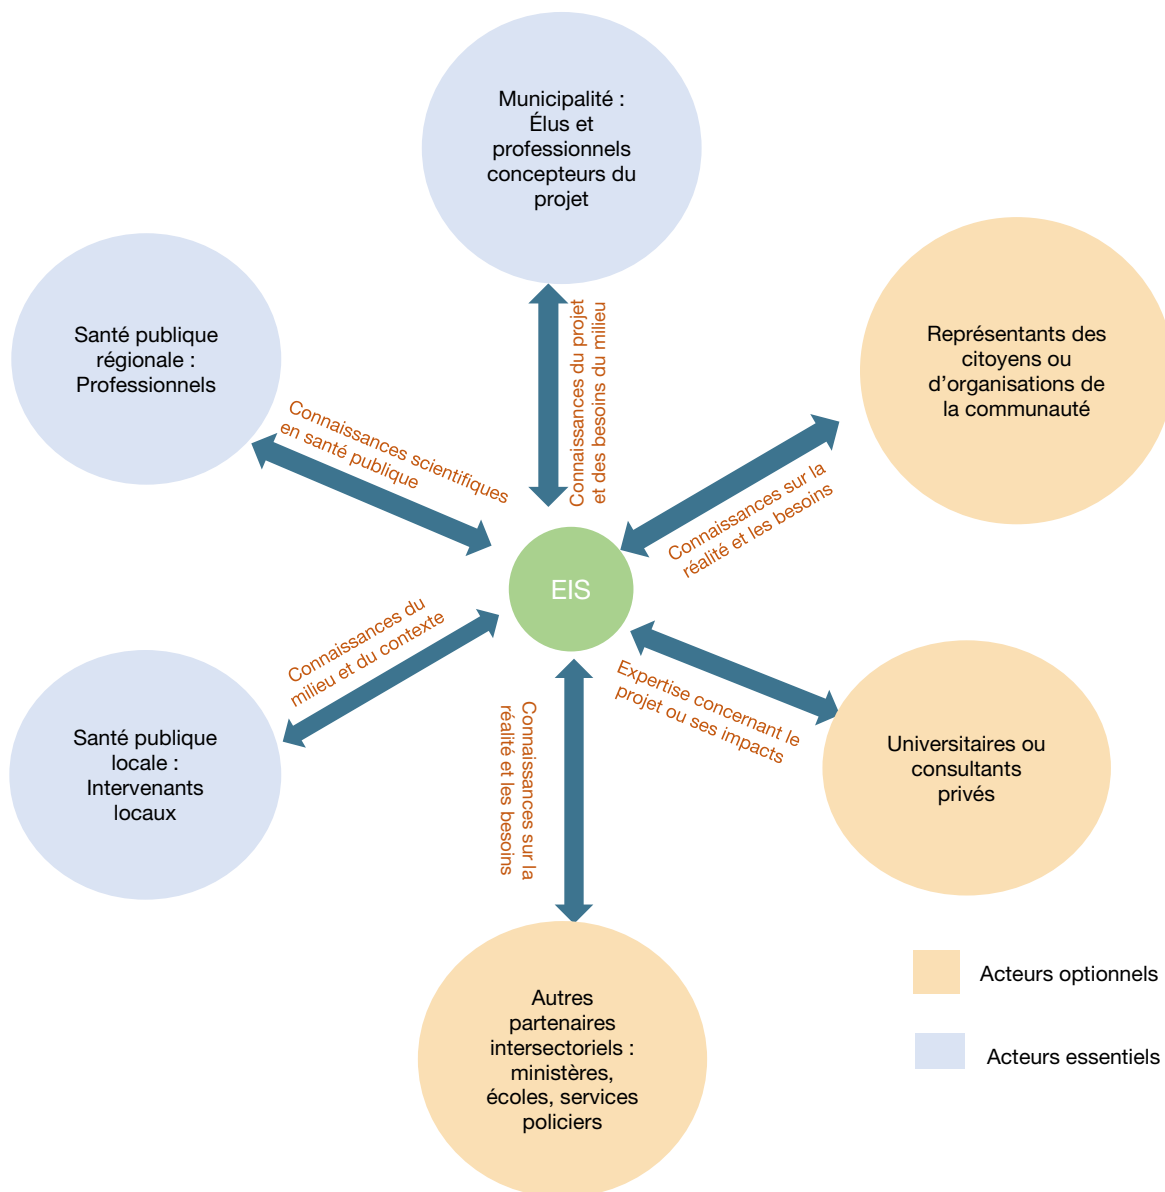 Municipalité :
Élus et
professionnels
concepteurs du
projet
Santé publique
régionale :
Professionnels
Représentants des
citoyens ou
d’organisations de
la communauté
Connaissances du projet
et des besoins du milieu
Connaissances scientifiques
en santé publique
Connaissances sur la
réalité et les besoins
EIS
Connaissances du
milieu et du contexte
Expertise concernant le
projet ou ses impacts
Connaissances sur la
réalité et les besoins
Santé publique
locale :
Intervenants
locaux
Universitaires ou
consultants
privés
Autres
partenaires
intersectoriels :
ministères,
écoles, services
policiers
Acteurs optionnels
Acteurs essentiels